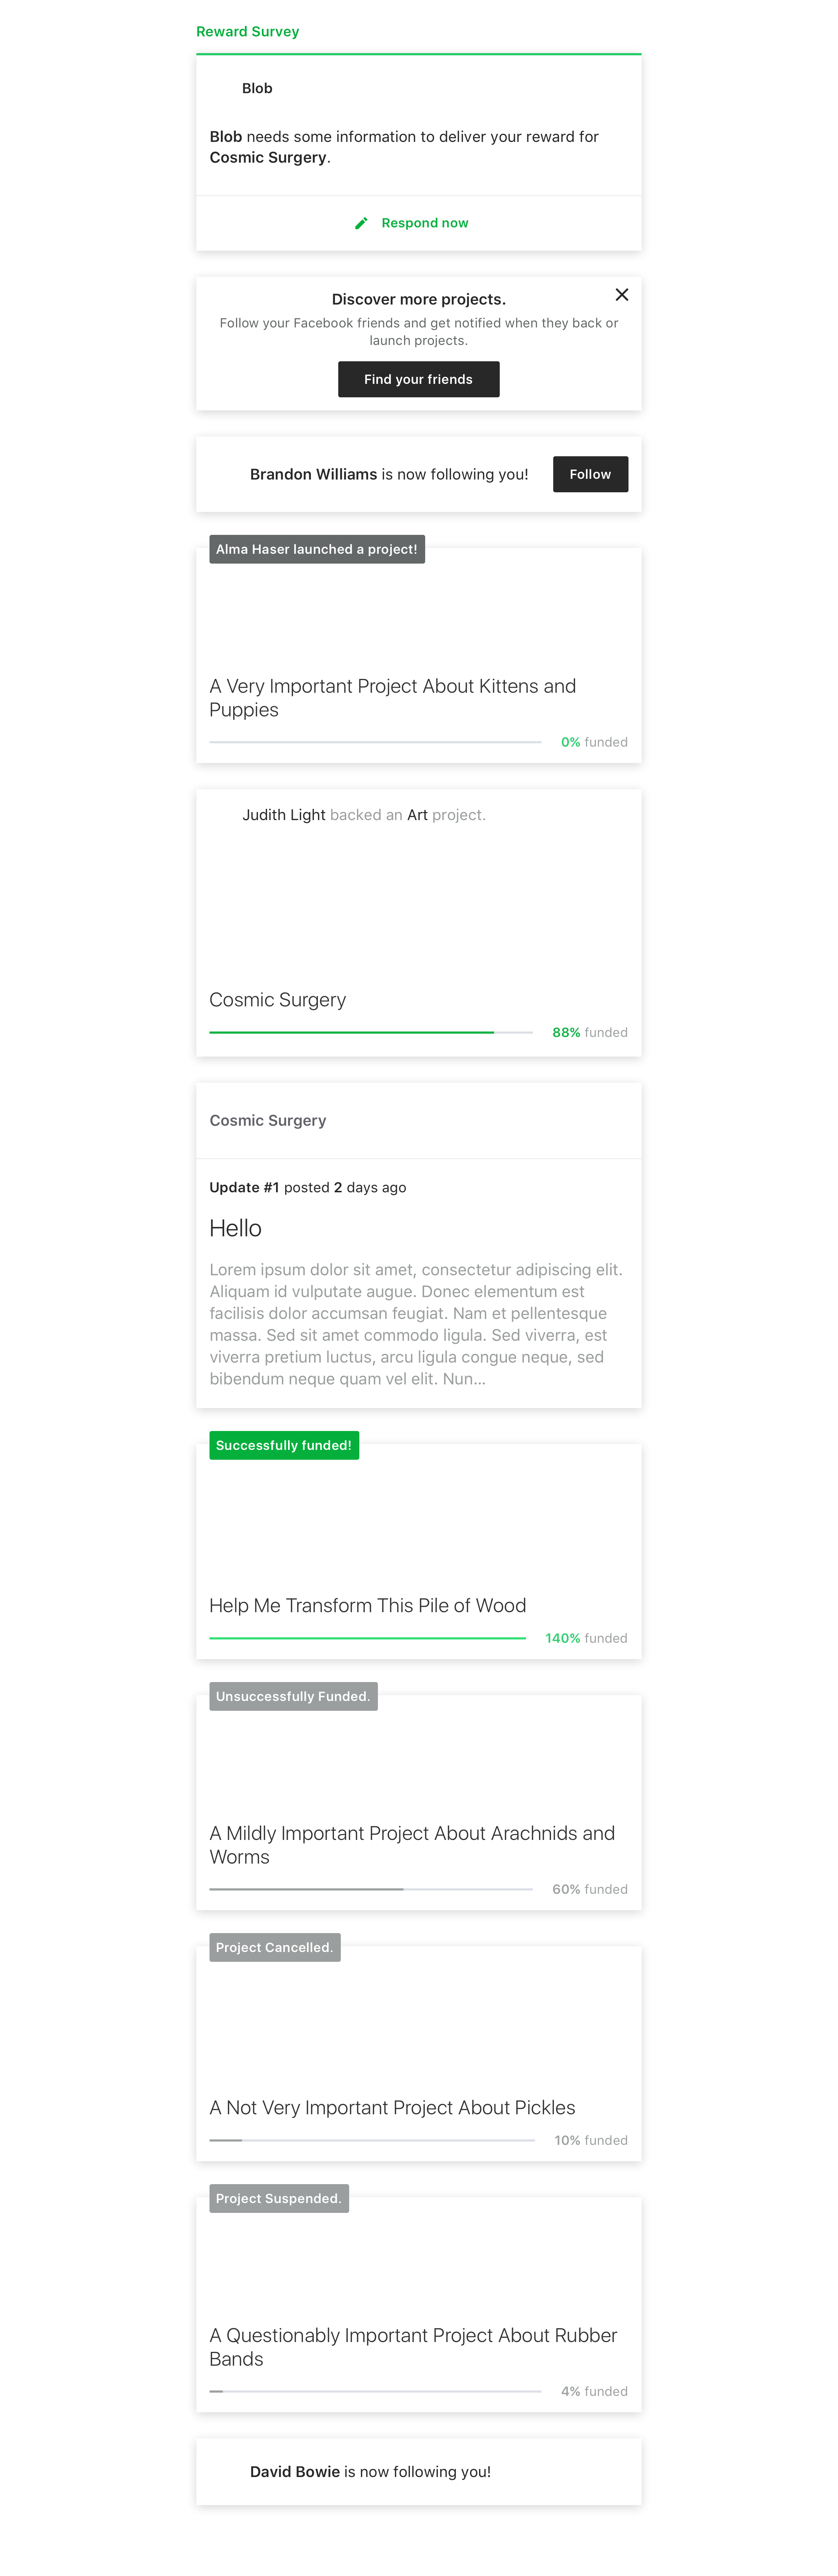 Reward Survey
Blob
Blob needs some information to deliver your reward for
Cosmic Surgery.
Respond now
Discover more projects.
Follow your Facebook friends and get notified when they back or
launch projects.
Find your friends
Brandon Williams is now following you!
Follow
Alma Haser launched a project!
A Very Important Project About Kittens and
Puppies
0% funded
Judith Light backed an Art project.
Cosmic Surgery
88% funded
Cosmic Surgery
Update #1 posted 2 days ago
Hello
Lorem ipsum dolor sit amet, consectetur adipiscing elit.
Aliquam id vulputate augue. Donec elementum est
facilisis dolor accumsan feugiat. Nam et pellentesque
massa. Sed sit amet commodo ligula. Sed viverra, est
viverra pretium luctus, arcu ligula congue neque, sed
bibendum neque quam vel elit. Nun...
Successfully funded!
Help Me Transform This Pile of Wood
140% funded
Unsuccessfully Funded.
A Mildly Important Project About Arachnids and
Worms
60% funded
Project Cancelled.
A Not Very Important Project About Pickles
10% funded
Project Suspended.
A Questionably Important Project About Rubber
Bands
4% funded
David Bowie is now following you!